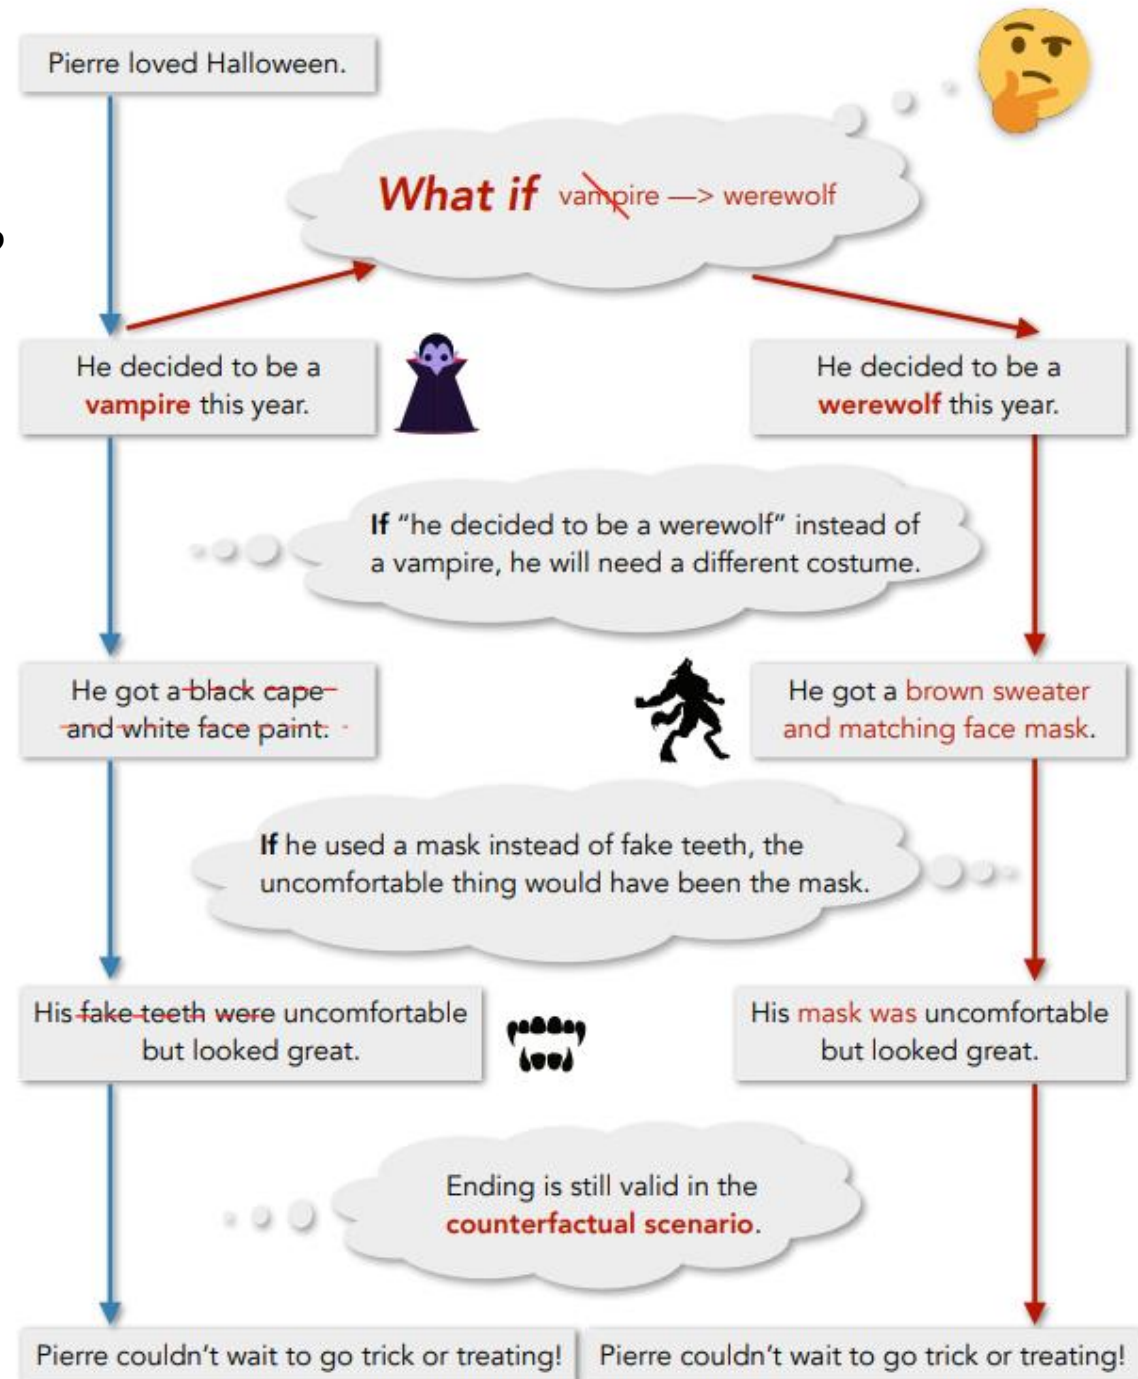 Pierre loved Halloween.
What if vampire —> werewolf
He decided to be a
vampire this year.
He decided to be a
werewolf this year.
If “he decided to be a werewolf” instead of
a vampire, he will need a different costume.
He got a black cape
and white face paint.
He got a brown sweater
and matching face mask.
If he used a mask instead of fake teeth, the
uncomfortable thing would have been the mask.
His fake teeth were uncomfortable
but looked great.
His mask was uncomfortable
but looked great.
Ending is still valid in the
counterfactual scenario.
Pierre couldn’t wait to go trick or treating!
Pierre couldn’t wait to go trick or treating!